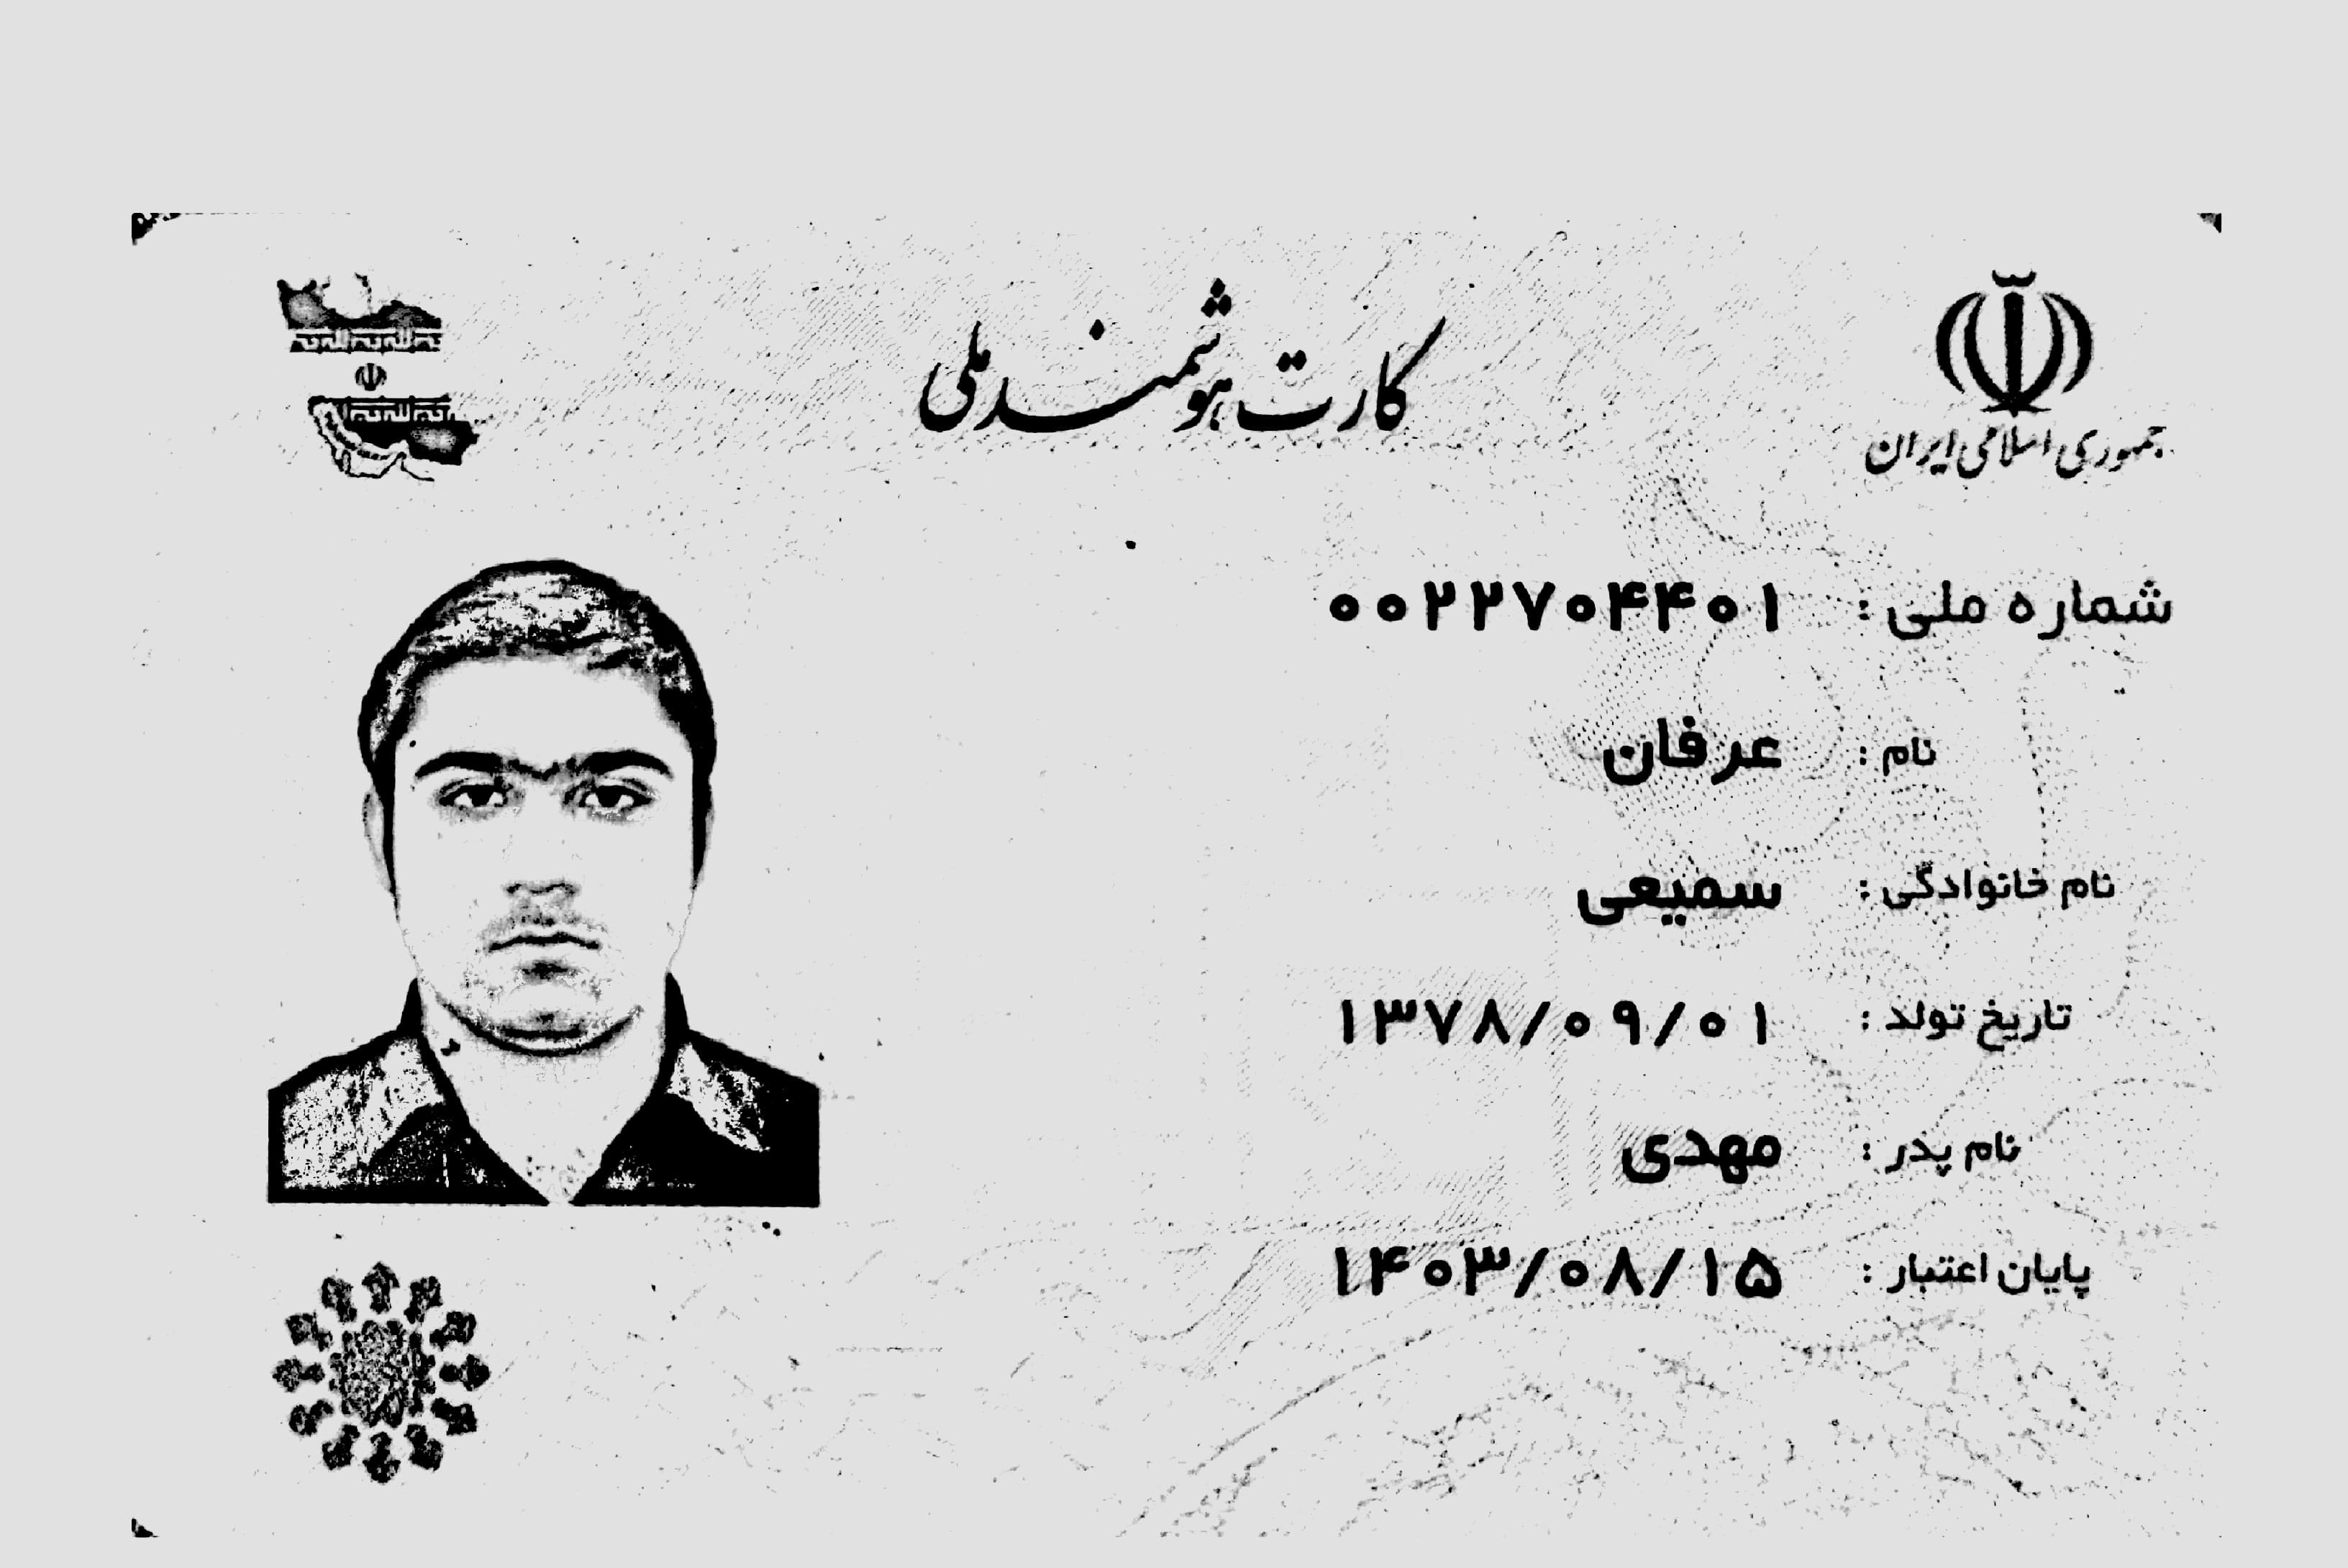 کارت هوشمند ملی
جمهوری اسلامی ایران
شماره ملی : ۰۰۲۲۷۰۴۴۰۱
نام : عرفان
نام خانوادگی : سمیعی
تاریخ تولد : ۱۳۷۸/۰۹/۰۱
نام پدر : مهدی
پایان اعتبار : ۱۴۰۳/۰۸/۱۵